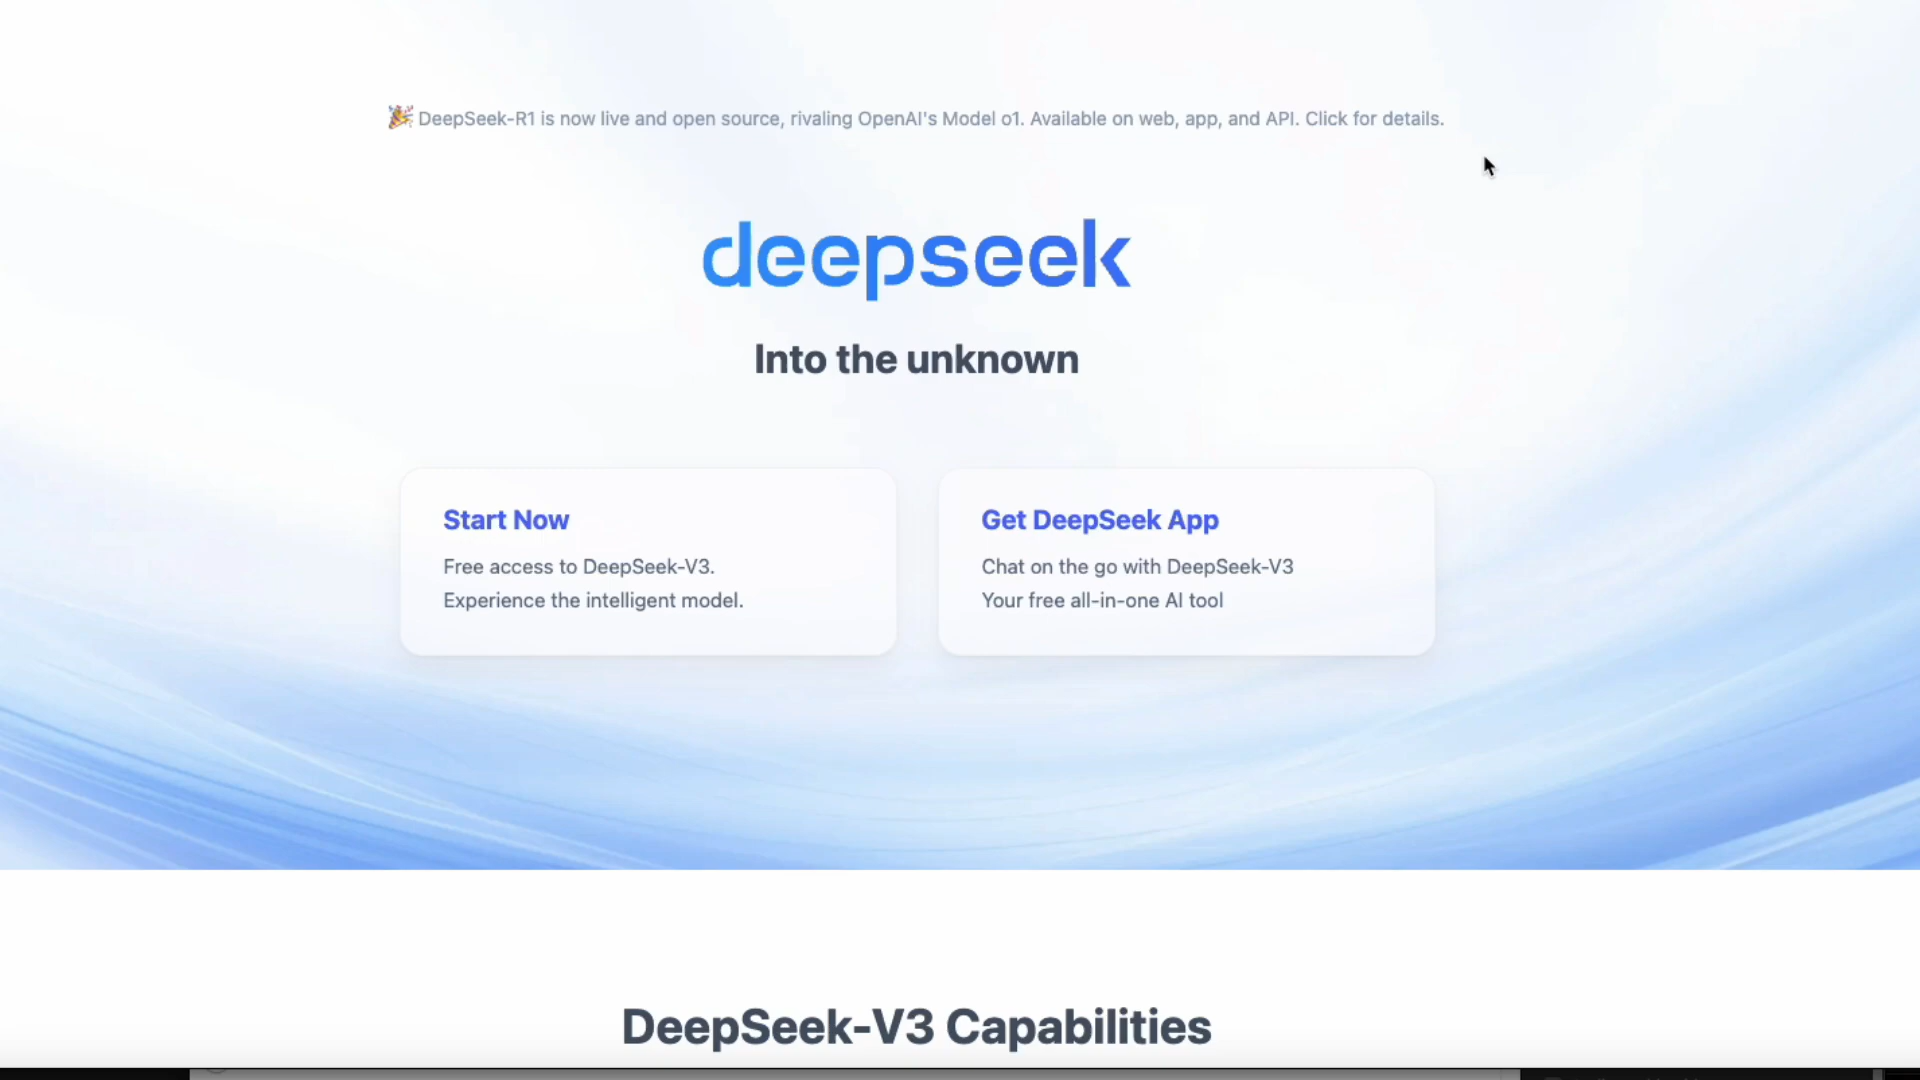 🎉 DeepSeek-R1 is now live and open source, rivaling OpenAI's Model o1. Available on web, app, and API. Click for details.
deepseek
Into the unknown
Start Now
Free access to DeepSeek-V3.
Experience the intelligent model.
Get DeepSeek App
Chat on the go with DeepSeek-V3
Your free all-in-one AI tool
DeepSeek-V3 Capabilities